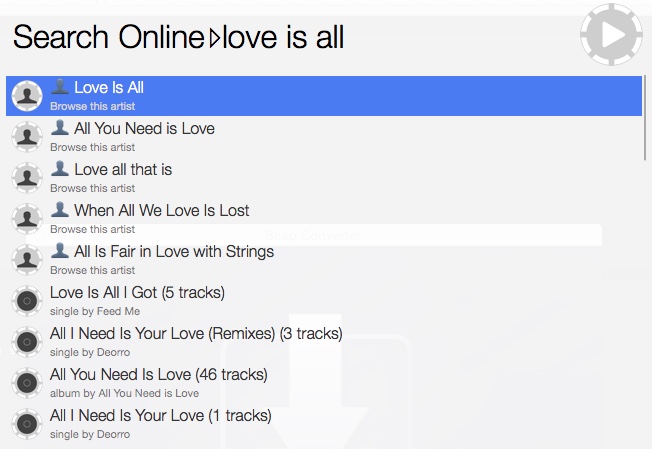 Search Online▹love is all
Love Is All
Browse this artist
All You Need is Love
Browse this artist
Love all that is
Browse this artist
When All We Love Is Lost
Browse this artist
All Is Fair in Love with Strings
Browse this artist
Love Is All I Got (5 tracks)
single by Feed Me
All I Need Is Your Love (Remixes) (3 tracks)
single by Deorro
All You Need Is Love (46 tracks)
album by All You Need is Love
All I Need Is Your Love (1 tracks)
single by Deorro